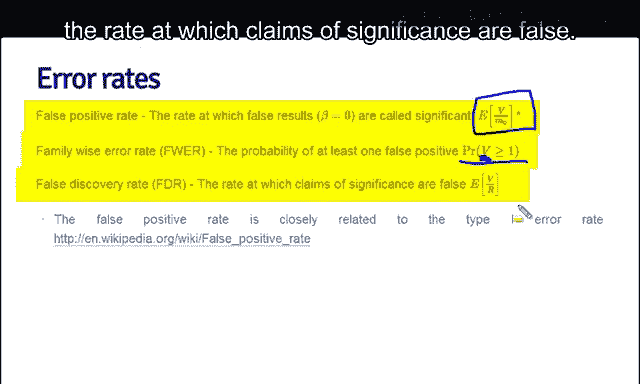 the rate at which claims of significance are false.
Error rates
False positive rate - The rate at which false results (β = 0) are called significant E[V/m₀]*
Family wise error rate (FWER) - The probability of at least one false positive Pr(V ≥ 1)
False discovery rate (FDR) - The rate at which claims of significance are false E[V/R]
· The false positive rate is closely related to the type error rate
http://en.wikipedia.org/wiki/False_positive_rate